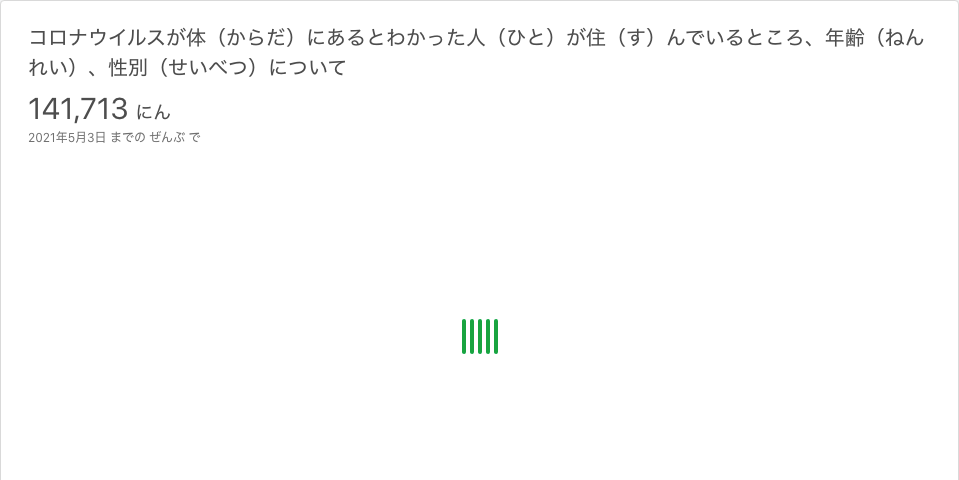 コロナウイルスが体（からだ）にあるとわかった人（ひと）が住（す）んでいるところ、年齢（ねん
れい）、性別（せいべつ）について
141,713 にん
2021年5月3日 までの ぜんぶ で